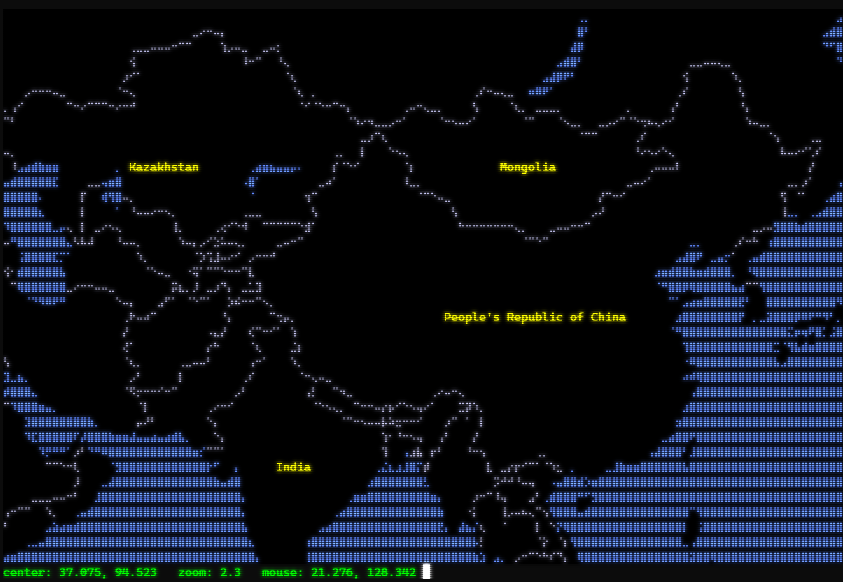 Kazakhstan
Mongolia
People's Republic of China
India
center: 37.075, 94.523 zoom: 2.3 mouse: 21.276, 128.342